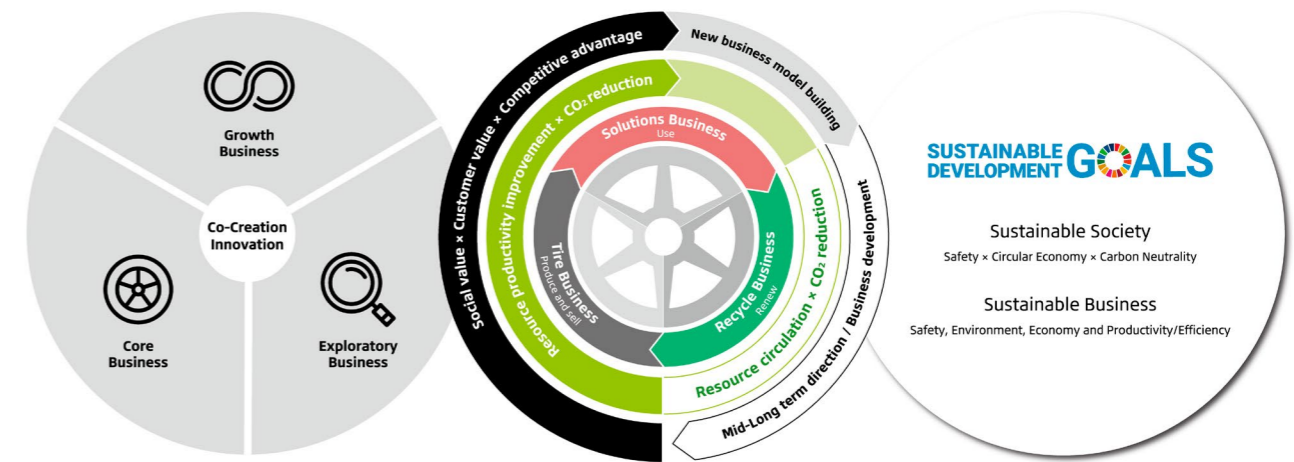 Growth
Business
Co-Creation
Innovation
Core
Business
Exploratory
Business
Social value × Customer value × Competitive advantage
New business model building
Mid-Long term direction / Business development
Resource productivity improvement × CO₂ reduction
Resource circulation × CO₂ reduction
Solutions Business
Use
Tire Business
Produce and sell
Recycle Business
Renew
SUSTAINABLE
DEVELOPMENT
GOALS
Sustainable Society
Safety × Circular Economy × Carbon Neutrality
Sustainable Business
Safety, Environment, Economy and Productivity/Efficiency